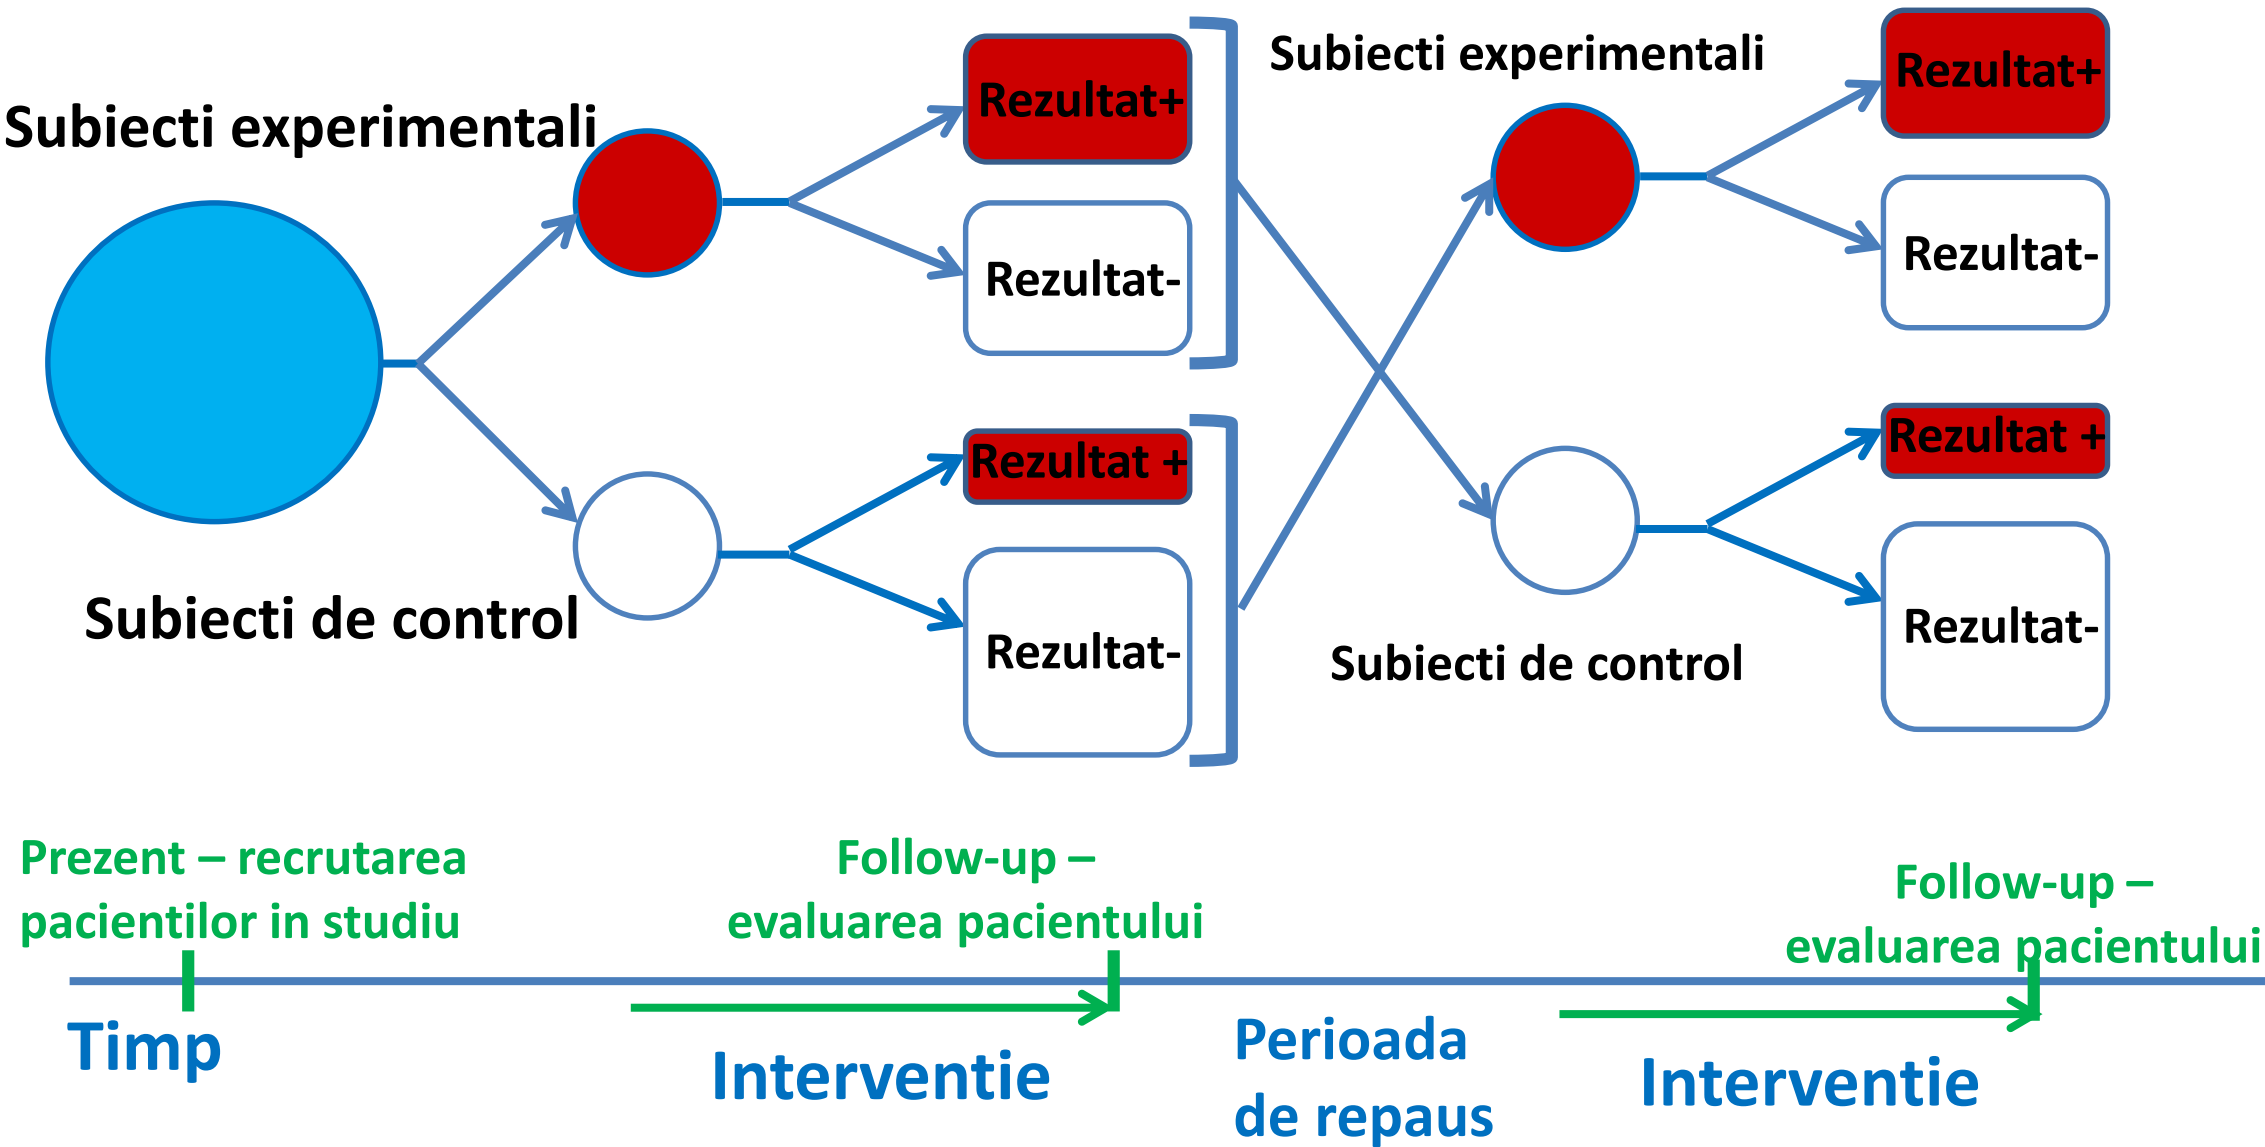 Subiecti experimentali
Rezultat+
Rezultat-
Rezultat +
Rezultat-
Subiecti de control
Subiecti experimentali
Rezultat+
Rezultat-
Rezultat +
Rezultat-
Subiecti de control
Prezent – recrutarea
pacientilor in studiu
Follow-up –
evaluarea pacientului
Follow-up –
evaluarea pacientului
Timp
Interventie
Perioada
de repaus
Interventie